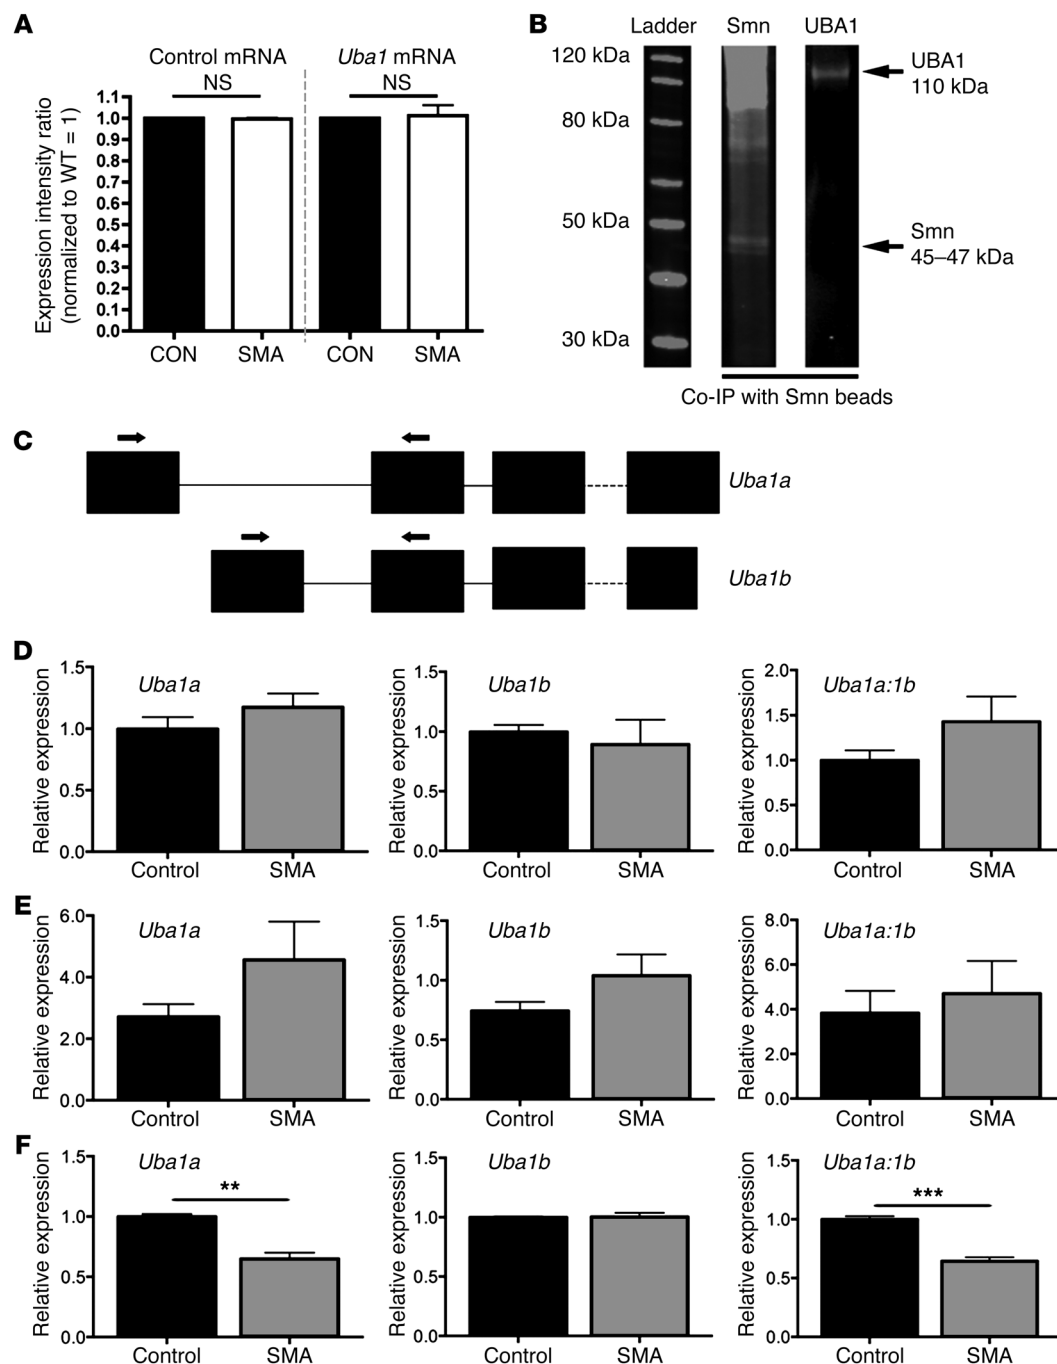 A
Control mRNA
Uba1 mRNA
NS
NS
Expression intensity ratio
(normalized to WT = 1)
1.1
1.0
0.9
0.8
0.7
0.6
0.5
0.4
0.3
0.2
0.1
0.0
CON
SMA
CON
SMA
B
Ladder
Smn
UBA1
120 kDa
80 kDa
50 kDa
30 kDa
UBA1
110 kDa
Smn
45–47 kDa
Co-IP with Smn beads
C
Uba1a
Uba1b
D
Relative expression
1.5
1.0
0.5
0.0
Uba1a
Control
SMA
Relative expression
1.5
1.0
0.5
0.0
Uba1b
Control
SMA
Relative expression
2.0
1.5
1.0
0.5
0.0
Uba1a:1b
Control
SMA
E
Relative expression
6.0
4.0
2.0
0.0
Uba1a
Control
SMA
Relative expression
1.5
1.0
0.5
0.0
Uba1b
Control
SMA
Relative expression
8.0
6.0
4.0
2.0
0.0
Uba1a:1b
Control
SMA
F
Relative expression
1.5
1.0
0.5
0.0
Uba1a
**
Control
SMA
Relative expression
1.5
1.0
0.5
0.0
Uba1b
Control
SMA
Relative expression
1.5
1.0
0.5
0.0
Uba1a:1b
***
Control
SMA